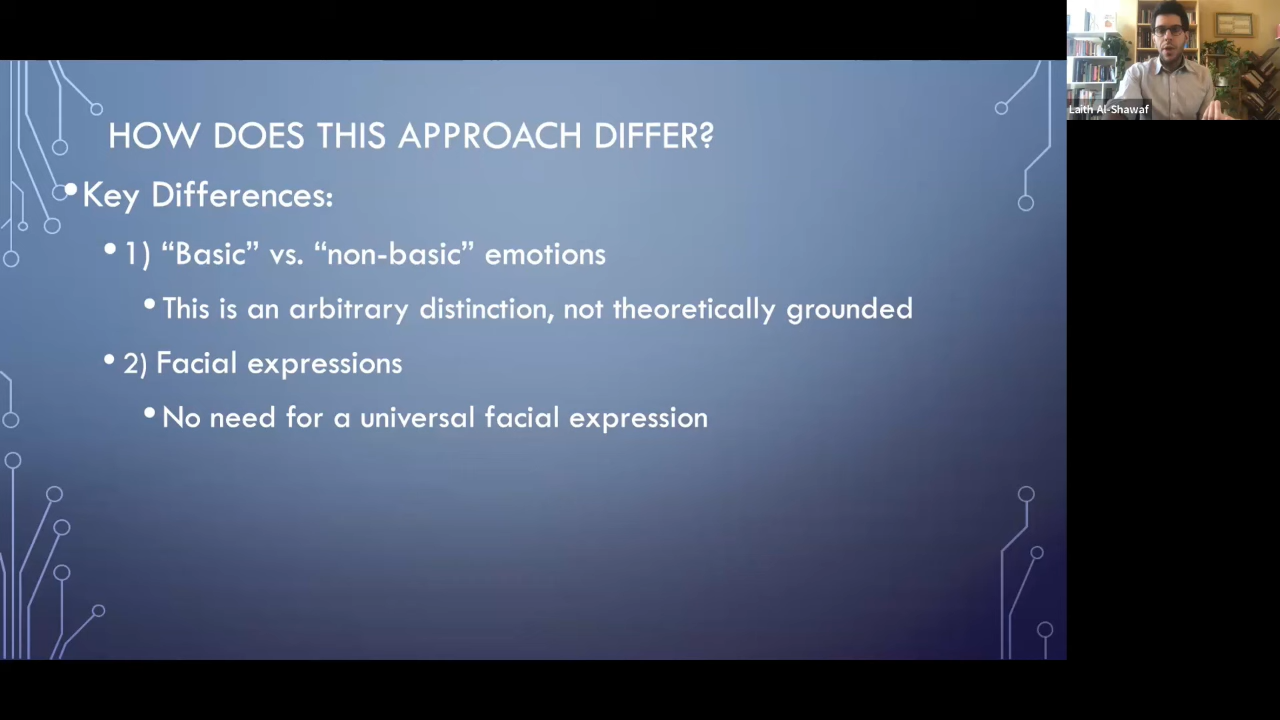 HOW DOES THIS APPROACH DIFFER?
•Key Differences:
•1) “Basic” vs. “non-basic” emotions
•This is an arbitrary distinction, not theoretically grounded
•2) Facial expressions
•No need for a universal facial expression
Laith Al-Shawaf